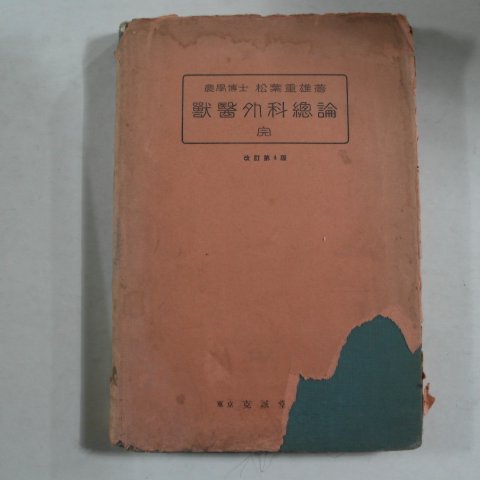 農學博士 松葉重雄著
獸醫外科總論
完
改訂第4版
東京 克誠堂